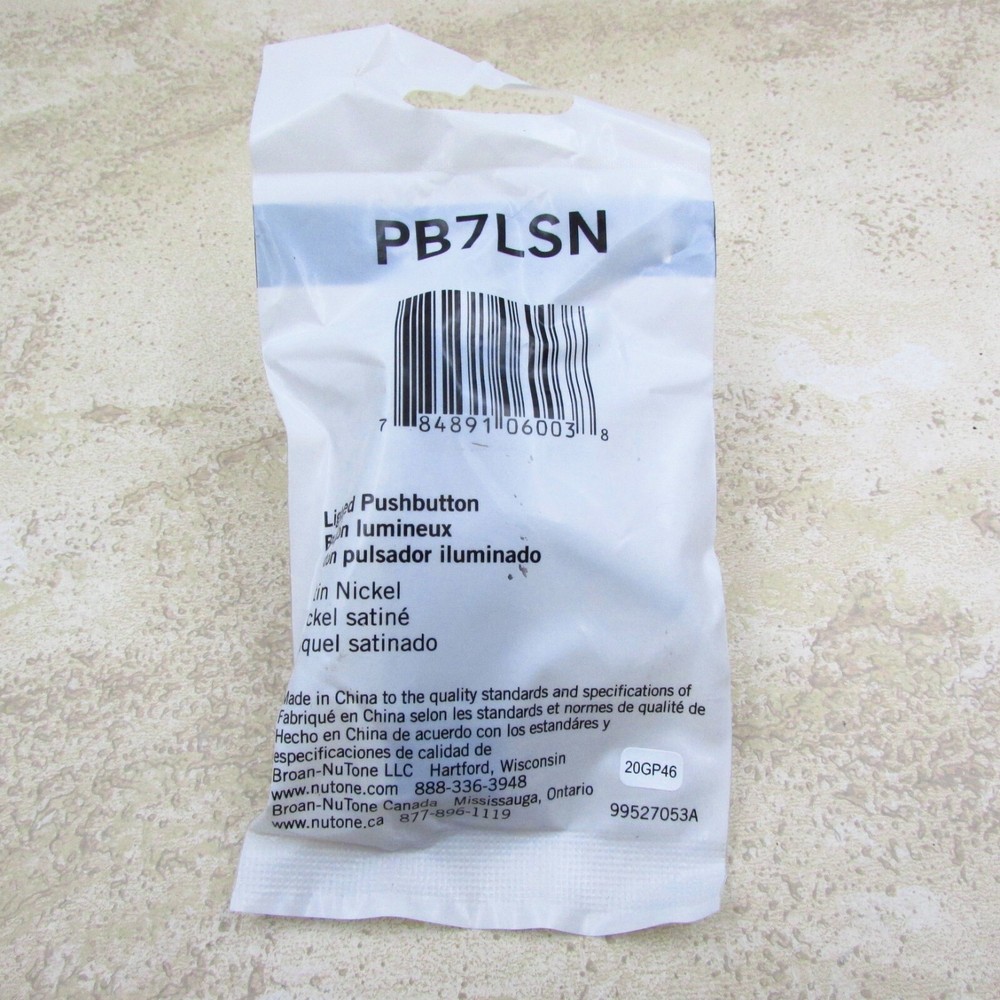 PB7LSN
7 84891 06003 8
Lighted Pushbutton
lumineux
pulsador iluminado
Nickel
satiné
satinado
Made in China to the quality standards and specifications of
Fabriqué en China selon les standards et normes de qualité de
Hecho en China de acuerdo con los estandáres y
especificaciones de calidad de
Broan-NuTone LLC Hartford, Wisconsin
www.nutone.com 888-336-3948
Broan-NuTone Canada Mississauga, Ontario
www.nutone.ca 877-896-1119
20GP46
99527053A